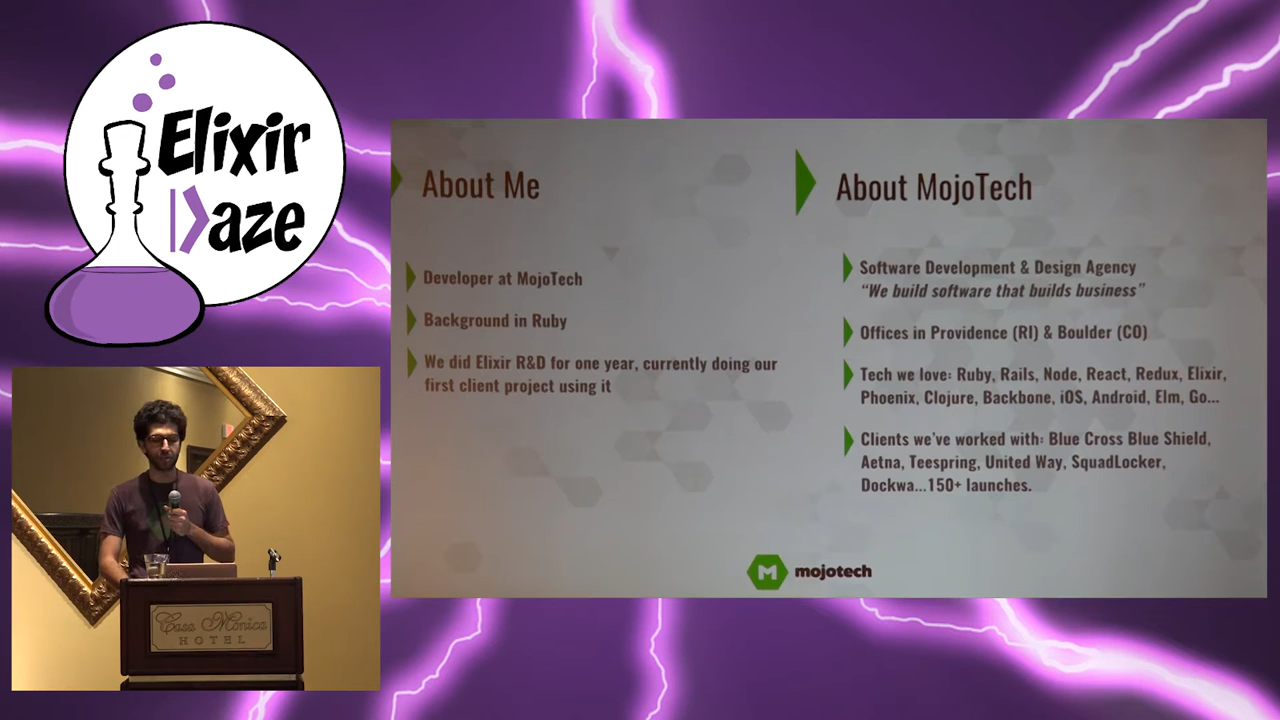 Elixir
Daze
About Me
Developer at MojoTech
Background in Ruby
We did Elixir R&D for one year, currently doing our
first client project using it
About MojoTech
Software Development & Design Agency
“We build software that builds business”
Offices in Providence (RI) & Boulder (CO)
Tech we love: Ruby, Rails, Node, React, Redux, Elixir,
Phoenix, Clojure, Backbone, iOS, Android, Elm, Go...
Clients we've worked with: Blue Cross Blue Shield,
Aetna, Teespring, United Way, SquadLocker,
Dockwa...150+ launches.
M mojotech
Casa Monica
HOTEL